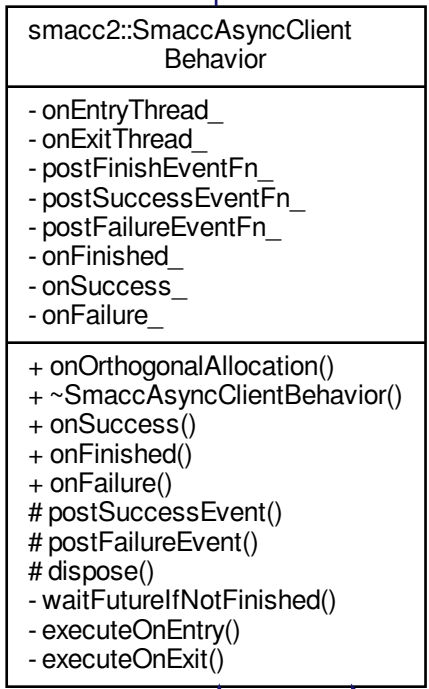 smacc2::SmaccAsyncClient
Behavior
- onEntryThread_
- onExitThread_
- postFinishEventFn_
- postSuccessEventFn_
- postFailureEventFn_
- onFinished_
- onSuccess_
- onFailure_
+ onOrthogonalAllocation()
+ ~SmaccAsyncClientBehavior()
+ onSuccess()
+ onFinished()
+ onFailure()
# postSuccessEvent()
# postFailureEvent()
# dispose()
- waitFutureIfNotFinished()
- executeOnEntry()
- executeOnExit()